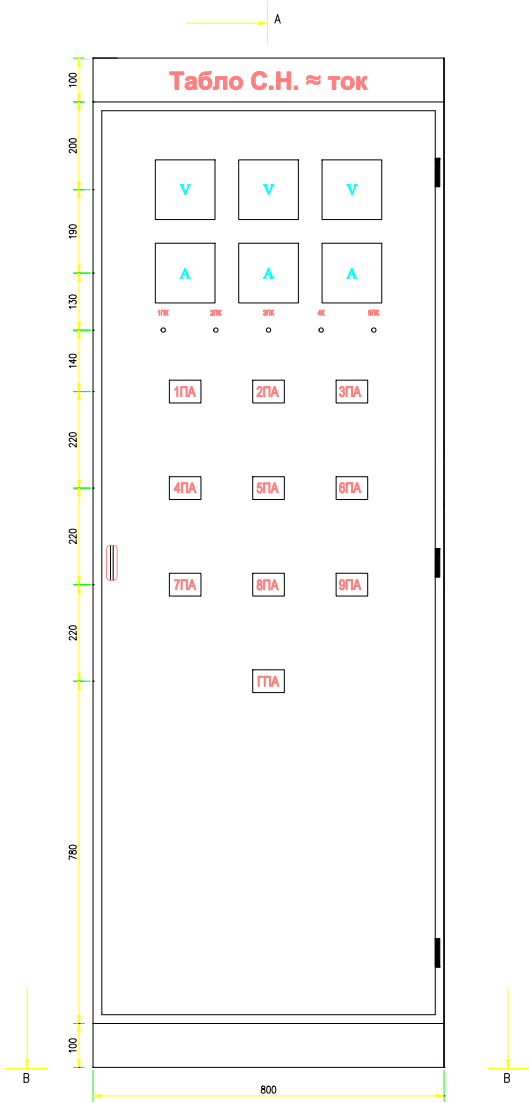 A
100
Табло С.Н. ≈ ток
200
V V V
190
A A A
130
1ПК 2ПК 3ПК 4К 5ПК
140
1ПА 2ПА 3ПА
220
4ПА 5ПА 6ПА
220
7ПА 8ПА 9ПА
220
ГПА
780
100
B B
800